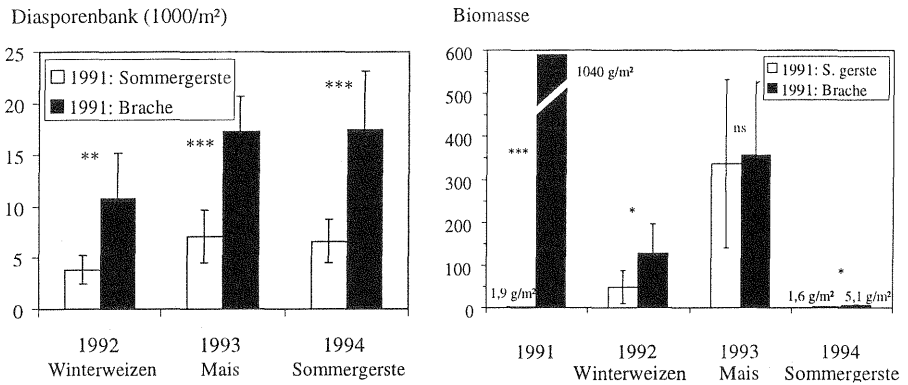 Diasporenbank (1000/m²)
25
20
15
10
5
0
1991: Sommergerste
1991: Brache
**
***
***
1992
Winterweizen
1993
Mais
1994
Sommergerste
Biomasse
600
500
400
300
200
100
0
1991: S. gerste
1991: Brache
1040 g/m²
***
1,9 g/m²
*
ns
*
1,6 g/m²
5,1 g/m²
1991
1992
Winterweizen
1993
Mais
1994
Sommergerste